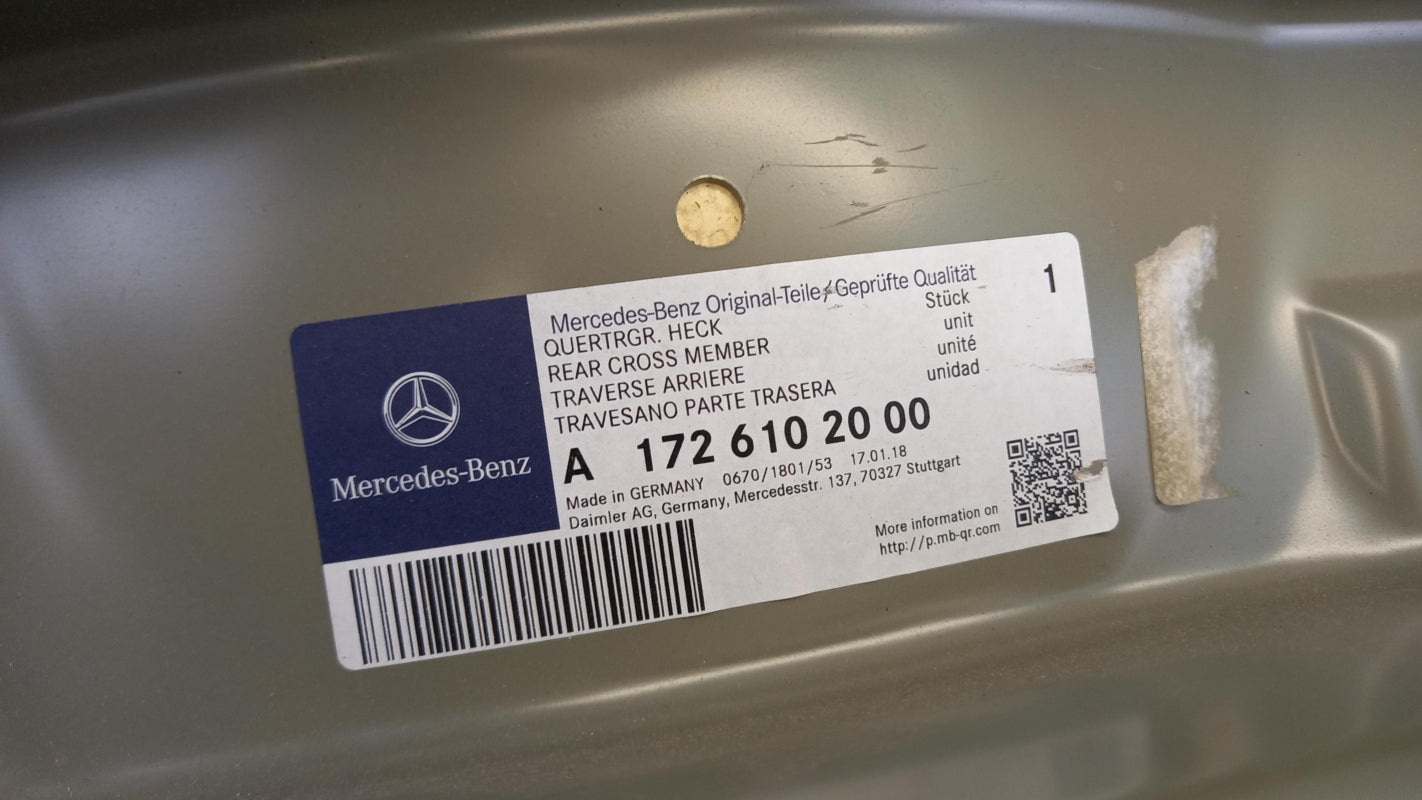 Mercedes-Benz
Mercedes-Benz Original-Teile/Geprüfte Qualität
QUERTRGR. HECK Stück 1
REAR CROSS MEMBER unit
TRAVERSE ARRIERE unité
TRAVESANO PARTE TRASERA unidad
A 172 610 20 00
Made in GERMANY 0670/1801/53 17.01.18
Daimler AG, Germany, Mercedesstr. 137, 70327 Stuttgart
More information on
http://p.mb-qr.com